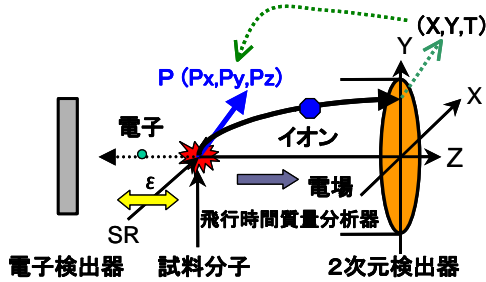 (X,Y,T)
Y
P (Px,Py,Pz)
X
電子
イオン
Z
ε
電場
SR
飛行時間質量分析器
電子検出器
試料分子
2次元検出器